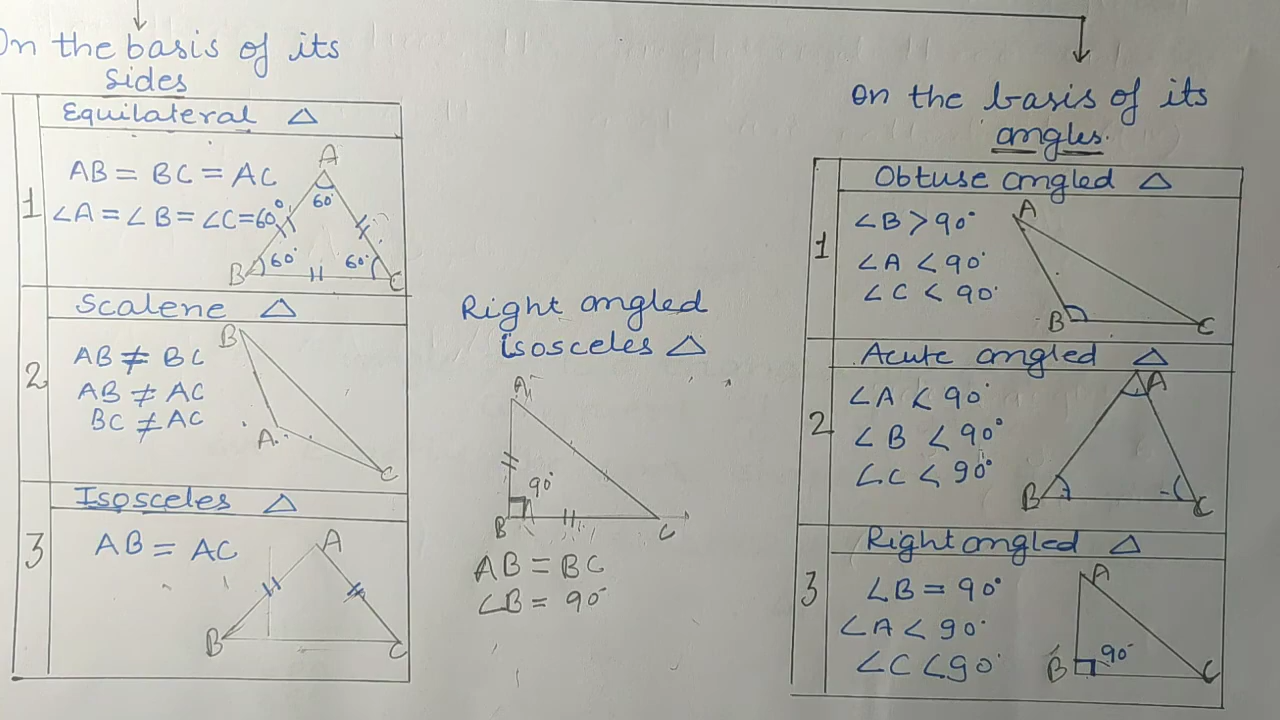 On the basis of its
sides
1
Equilateral △
AB = BC = AC
∠A = ∠B = ∠C = 60°
A
60°
B
60°
60°
C
2
Scalene △
AB ≠ BC
AB ≠ AC
BC ≠ AC
B
A
C
3
Isosceles △
AB = AC
A
B
C
Right angled
isosceles △
A
90°
B
C
AB = BC
∠B = 90°
On the basis of its
angles.
1
Obtuse angled △
∠B > 90°
∠A < 90°
∠C < 90°
A
B
C
2
Acute angled △
∠A < 90°
∠B < 90°
∠C < 90°
A
B
C
3
Right angled △
∠B = 90°
∠A < 90°
∠C < 90°
A
B
90°
C